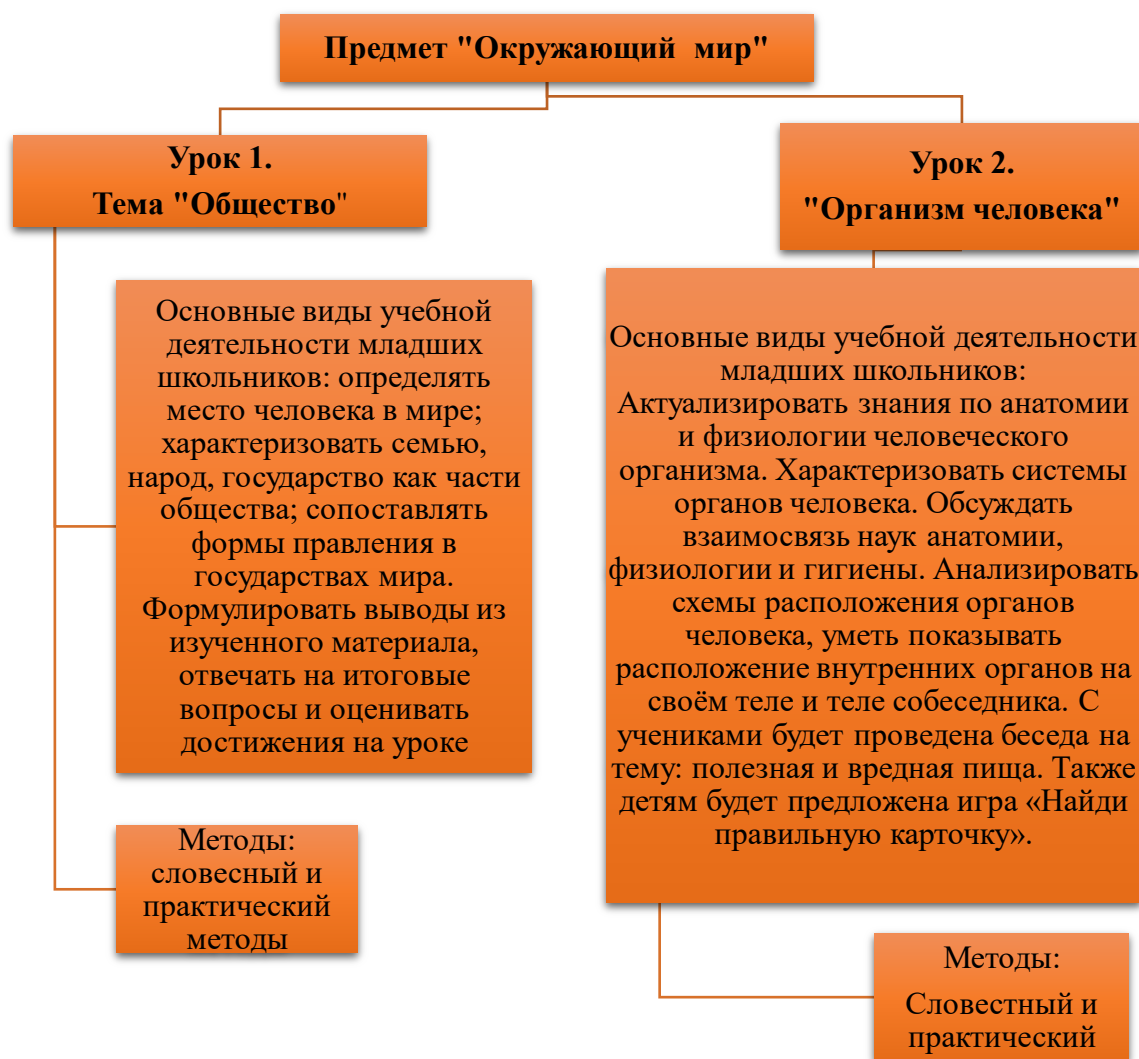 Предмет "Окружающий мир"
Урок 1.
Тема "Общество"
Основные виды учебной
деятельности младших
школьников: определять
место человека в мире;
характеризовать семью,
народ, государство как части
общества; сопоставлять
формы правления в
государствах мира.
Формулировать выводы из
изученного материала,
отвечать на итоговые
вопросы и оценивать
достижения на уроке
Методы:
словесный и
практический
методы
Урок 2.
"Организм человека"
Основные виды учебной деятельности
младших школьников:
Актуализировать знания по анатомии
и физиологии человеческого
организма. Характеризовать системы
органов человека. Обсуждать
взаимосвязь наук анатомии,
физиологии и гигиены. Анализировать
схемы расположения органов
человека, уметь показывать
расположение внутренних органов на
своём теле и теле собеседника. С
учениками будет проведена беседа на
тему: полезная и вредная пища. Также
детям будет предложена игра «Найди
правильную карточку».
Методы:
Словестный и
практический